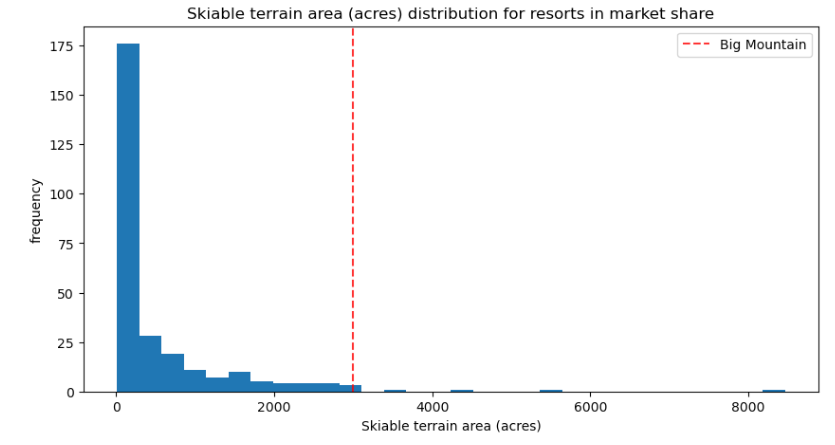 Skiable terrain area (acres) distribution for resorts in market share
Big Mountain
175
150
125
100
75
50
25
0
frequency
0 2000 4000 6000 8000
Skiable terrain area (acres)